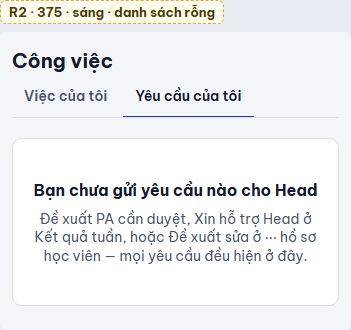 R2 · 375 · sáng · danh sách rỗng
Công việc
Việc của tôi
Yêu cầu của tôi
Bạn chưa gửi yêu cầu nào cho Head
Đề xuất PA cần duyệt, Xin hỗ trợ Head ở
Kết quả tuần, hoặc Đề xuất sửa ở ⋯ hồ sơ
học viên — mọi yêu cầu đều hiện ở đây.